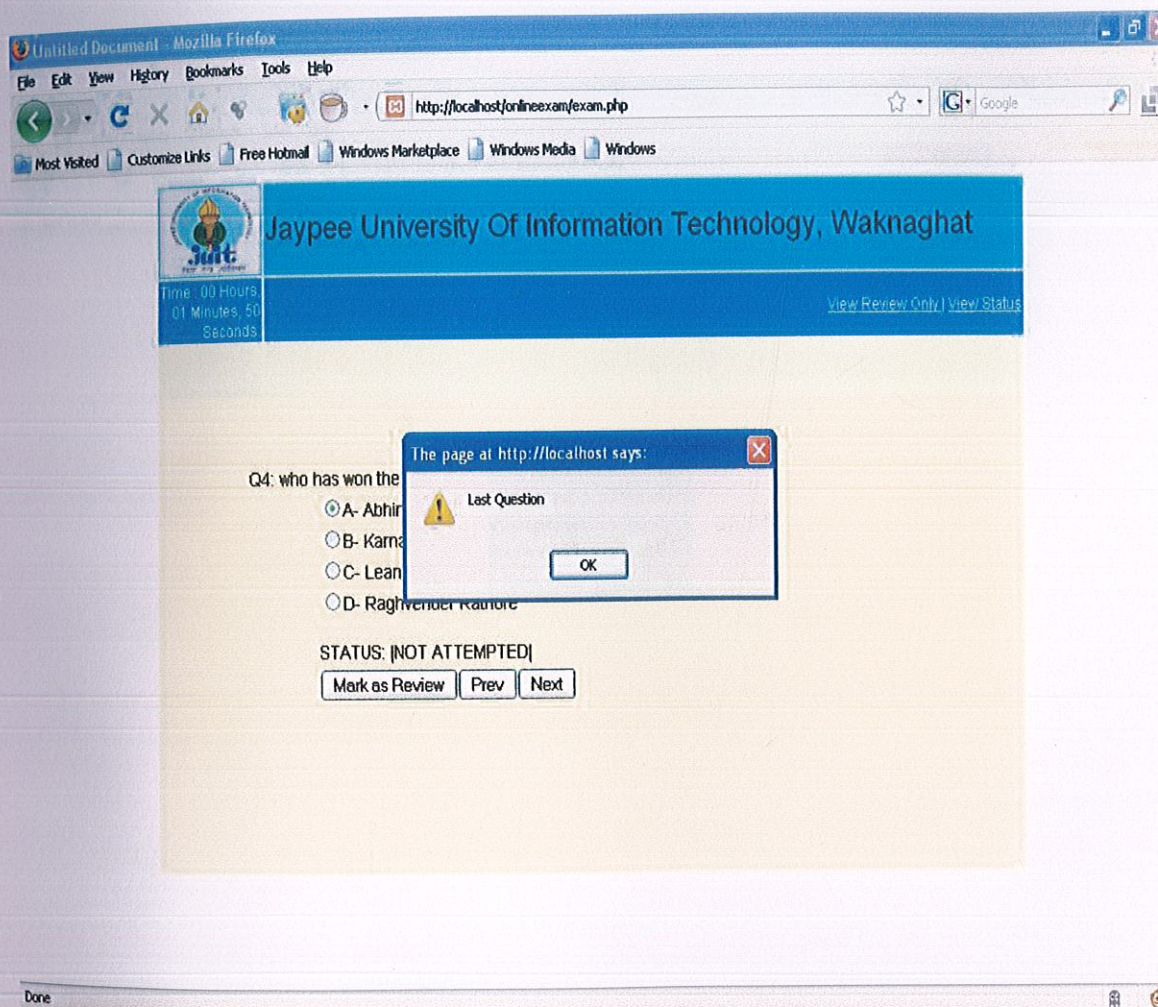 Untitled Document - Mozilla Firefox
File Edit View History Bookmarks Tools Help
http://localhost/onlineexam/exam.php
G Google
Most Visited Customize Links Free Hotmail Windows Marketplace Windows Media Windows
juit
Jaypee University Of Information Technology, Waknaghat
Time : 00 Hours,
01 Minutes, 50
Seconds
View Review Only | View Status
The page at http://localhost says:
Last Question
OK
Q4: who has won the
A- Abhin
B- Karna
C- Lean
D- Raghvender Rathore
STATUS: |NOT ATTEMPTED|
Mark as Review Prev Next
Done